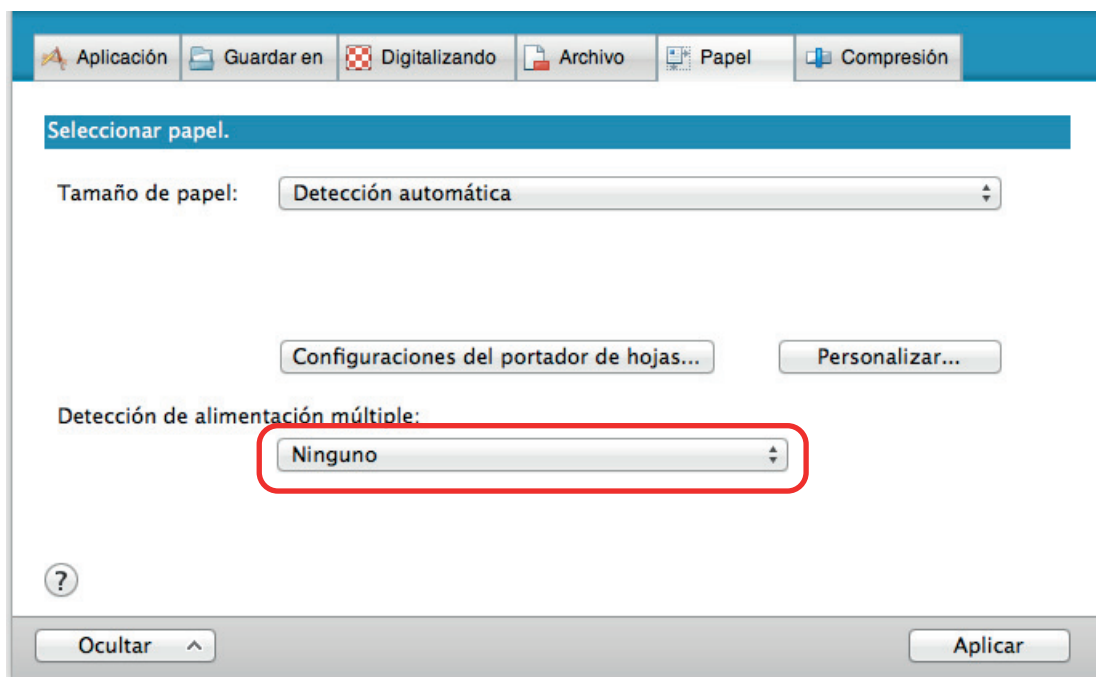 Aplicación Guardar en Digitalizando Archivo Papel Compresión
Seleccionar papel.
Tamaño de papel: Detección automática
Configuraciones del portador de hojas... Personalizar...
Detección de alimentación múltiple:
Ninguno
?
Ocultar Aplicar